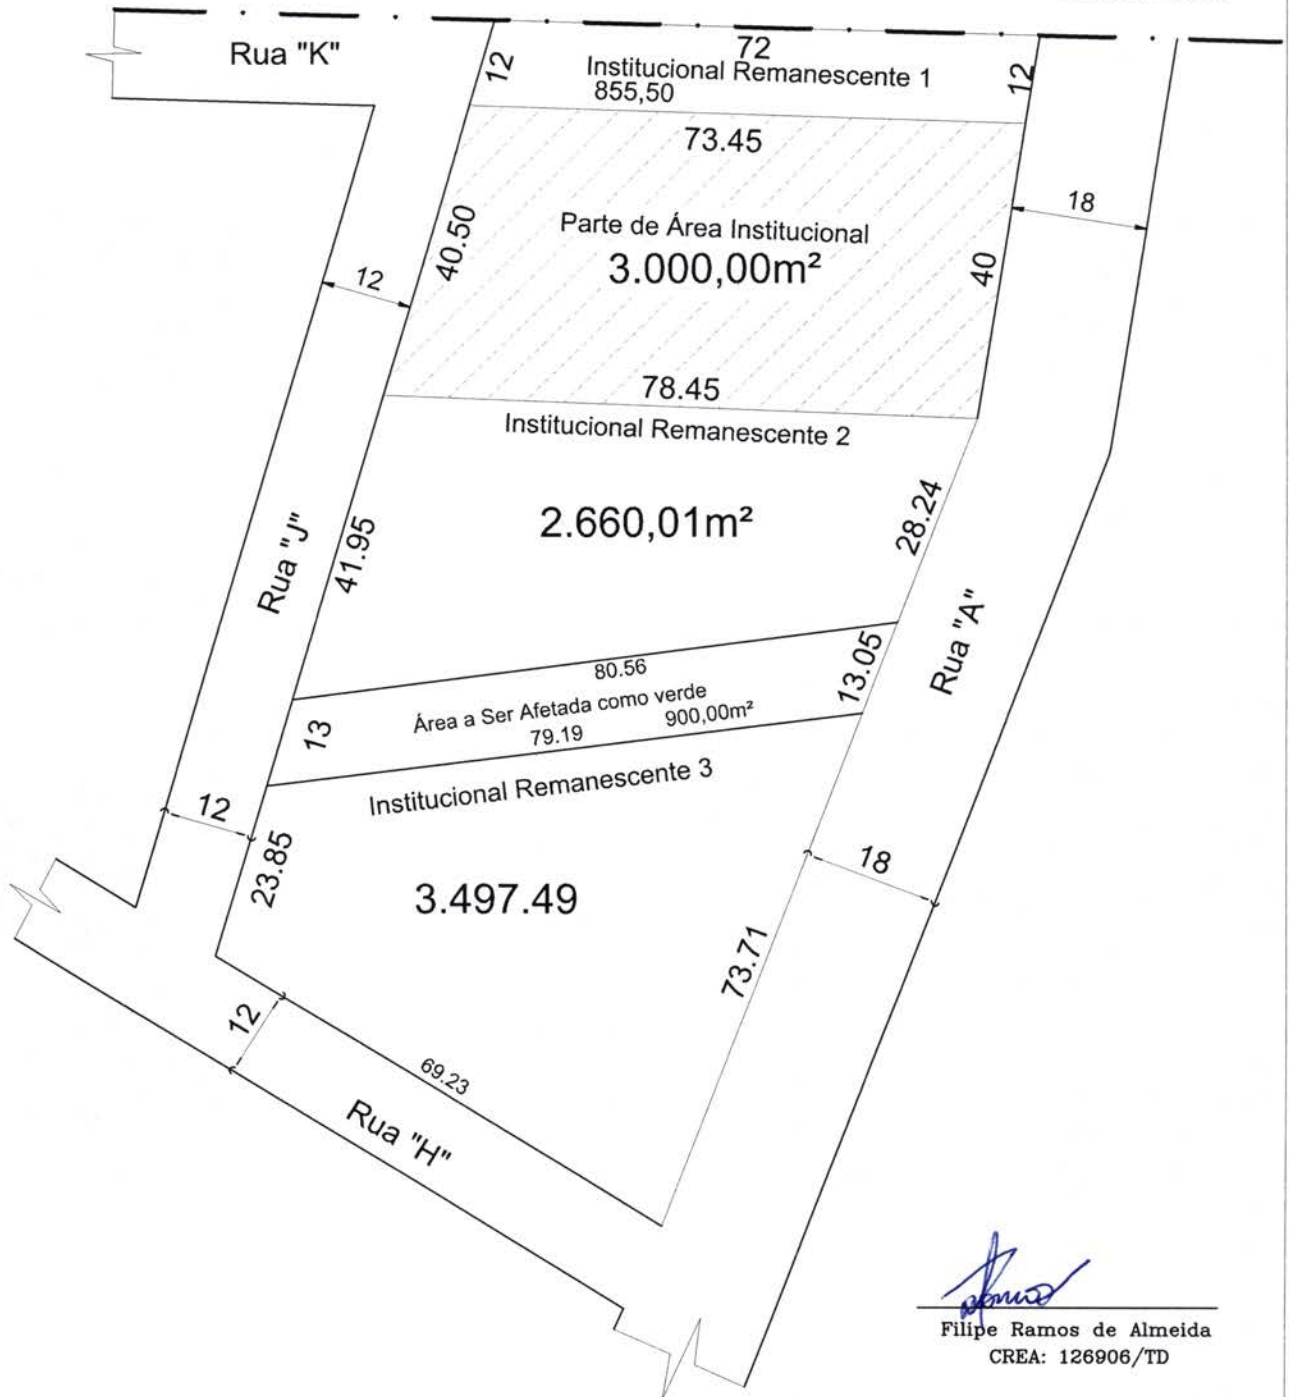 Rua "K"
72
12
Institucional Remanescente 1
12
855,50
73.45
18
Parte de Área Institucional
3.000,00m²
40.50
40
12
78.45
Institucional Remanescente 2
2.660,01m²
28.24
41.95
Rua "J"
Rua "A"
80.56
13.05
Área a Ser Afetada como verde
900,00m²
79.19
13
Institucional Remanescente 3
12
23.85
18
3.497.49
73.71
12
69.23
Rua "H"
Filipe Ramos de Almeida
CREA: 126906/TD